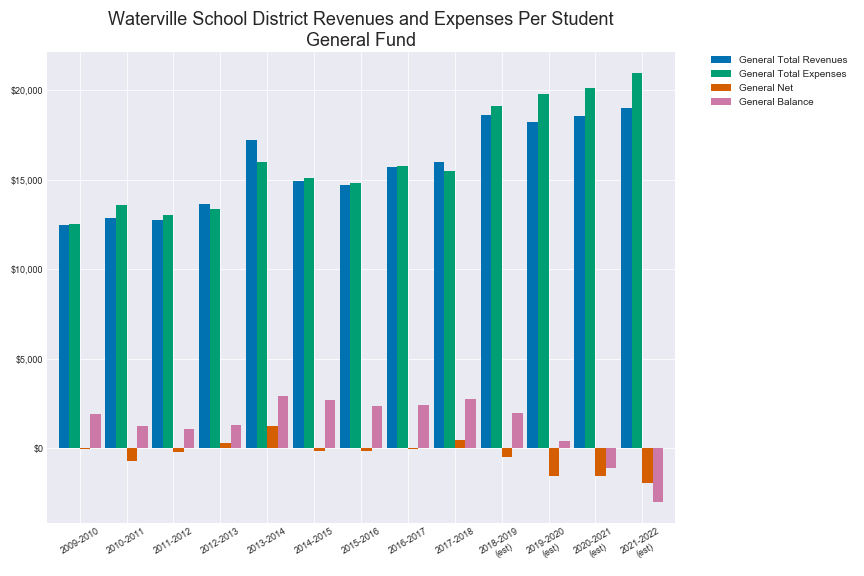 Waterville School District Revenues and Expenses Per Student
General Fund
General Total Revenues
General Total Expenses
General Net
General Balance
$20,000
$15,000
$10,000
$5,000
$0
2009-2010
2010-2011
2011-2012
2012-2013
2013-2014
2014-2015
2015-2016
2016-2017
2017-2018
2018-2019
(est)
2019-2020
(est)
2020-2021
(est)
2021-2022
(est)